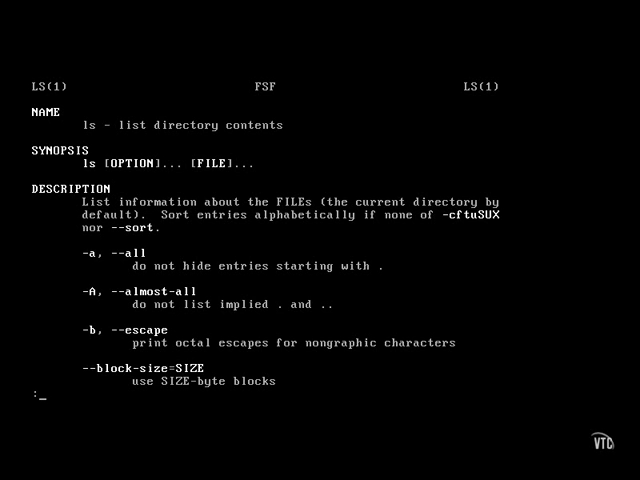 LS(1) FSF LS(1)
NAME
ls - list directory contents
SYNOPSIS
ls [OPTION]... [FILE]...
DESCRIPTION
List information about the FILEs (the current directory by
default). Sort entries alphabetically if none of -cftuSUX
nor --sort.
-a, --all
do not hide entries starting with .
-A, --almost-all
do not list implied . and ..
-b, --escape
print octal escapes for nongraphic characters
--block-size=SIZE
use SIZE-byte blocks
:_
VTC